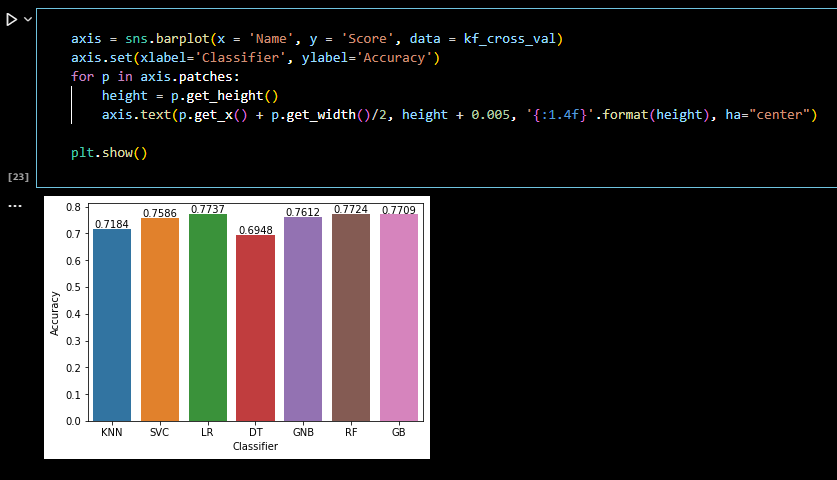 axis = sns.barplot(x = 'Name', y = 'Score', data = kf_cross_val)
axis.set(xlabel='Classifier', ylabel='Accuracy')
for p in axis.patches:
    height = p.get_height()
    axis.text(p.get_x() + p.get_width()/2, height + 0.005, '{:1.4f}'.format(height), ha="center")
plt.show()
[23]
...
0.8
0.7
0.6
0.5
0.4
0.3
0.2
0.1
0.0
Accuracy
0.7184
0.7586
0.7737
0.6948
0.7612
0.7724
0.7709
KNN SVC LR DT GNB RF GB
Classifier